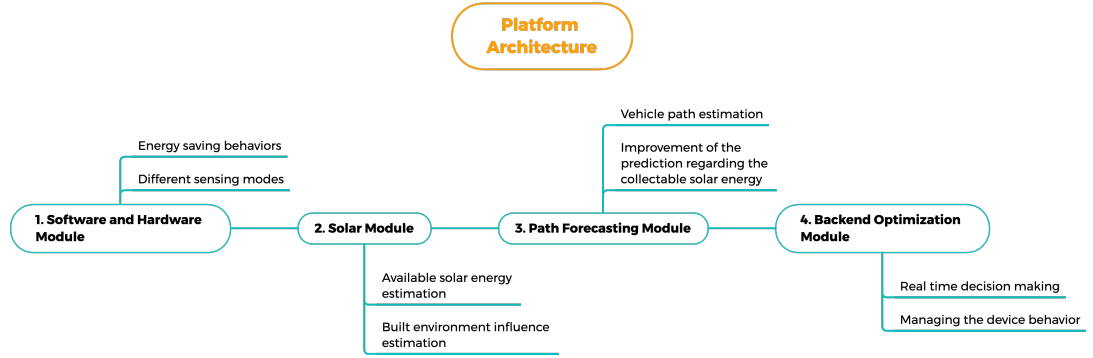 Platform
Architecture
Energy saving behaviors
Different sensing modes
1. Software and Hardware
Module
2. Solar Module
Available solar energy
estimation
Built environment influence
estimation
Vehicle path estimation
Improvement of the
prediction regarding the
collectable solar energy
3. Path Forecasting Module
4. Backend Optimization
Module
Real time decision making
Managing the device behavior